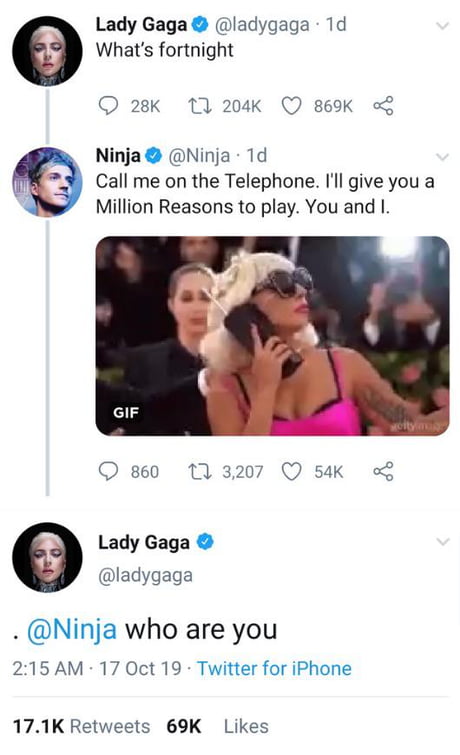 Lady Gaga @ladygaga · 1d
What's fortnight
28K 204K 869K
Ninja @Ninja · 1d
Call me on the Telephone. I'll give you a
Million Reasons to play. You and I.
GIF
860 3,207 54K
Lady Gaga
@ladygaga
. @Ninja who are you
2:15 AM · 17 Oct 19 · Twitter for iPhone
17.1K Retweets 69K Likes